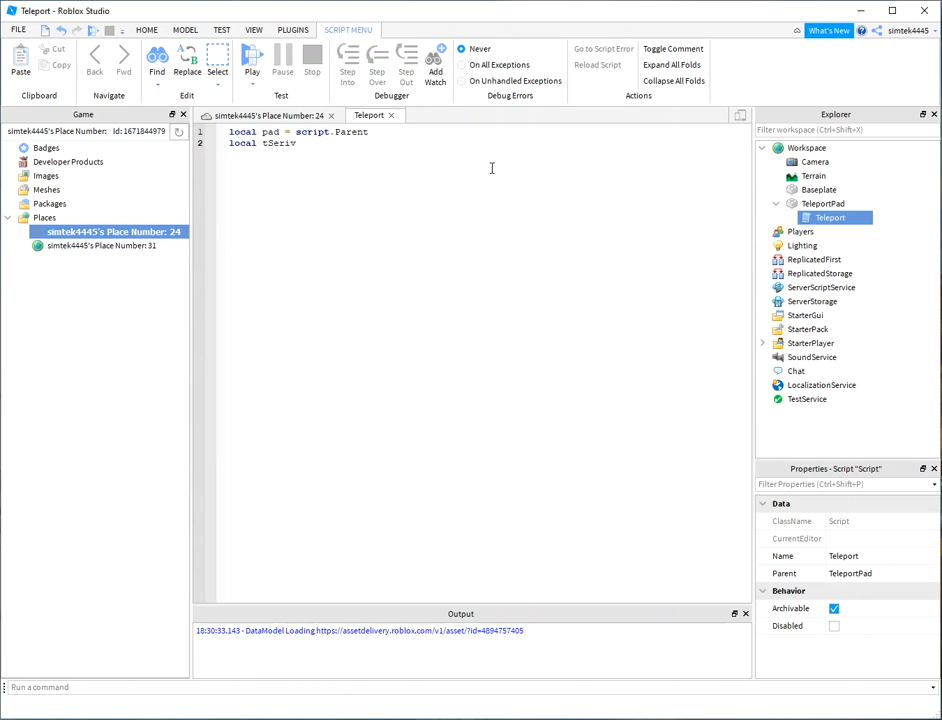 Teleport - Roblox Studio
FILE HOME MODEL TEST VIEW PLUGINS SCRIPT MENU What's New simtek4445
Paste Cut Copy Back Fwd Find Replace Select Play Pause Stop Step Into Step Over Step Out Add Watch
Never
On All Exceptions
On Unhandled Exceptions
Go to Script Error
Reload Script
Toggle Comment
Expand All Folds
Collapse All Folds
Clipboard Navigate Edit Test Debugger Debug Errors Actions
Game
simtek4445's Place Number: Id: 1671844979
Badges
Developer Products
Images
Meshes
Packages
Places
simtek4445's Place Number: 24
simtek4445's Place Number: 31
simtek4445's Place Number: 24 Teleport
1 local pad = script.Parent
2 local tSeriv
Output
18:30:33.143 - DataModel Loading https://assetdelivery.roblox.com/v1/asset/?id=4894757405
Explorer
Filter workspace (Ctrl+Shift+X)
Workspace
Camera
Terrain
Baseplate
TeleportPad
Teleport
Players
Lighting
ReplicatedFirst
ReplicatedStorage
ServerScriptService
ServerStorage
StarterGui
StarterPack
StarterPlayer
SoundService
Chat
LocalizationService
TestService
Properties - Script "Script"
Filter Properties (Ctrl+Shift+P)
Data
ClassName Script
CurrentEditor
Name Teleport
Parent TeleportPad
Behavior
Archivable
Disabled
Run a command